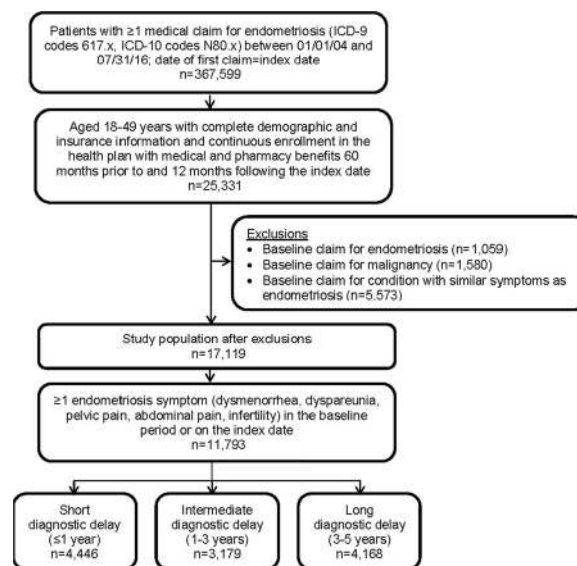 Patients with ≥1 medical claim for endometriosis (ICD-9
codes 617.x, ICD-10 codes N80.x) between 01/01/04 and
07/31/16; date of first claim=index date
n=367,599
Aged 18-49 years with complete demographic and
insurance information and continuous enrollment in
the health plan with medical and pharmacy benefits 60
months prior to and 12 months following the index date
n=25,331
Exclusions
• Baseline claim for endometriosis (n=1,059)
• Baseline claim for malignancy (n=1,580)
• Baseline claim for condition with similar symptoms as
endometriosis (n=5,573)
Study population after exclusions
n=17,119
≥1 endometriosis symptom (dysmenorrhea, dyspareunia,
pelvic pain, abdominal pain, infertility) in the baseline
period or on the index date
n=11,793
Short
diagnostic delay
(≤1 year)
n=4,446
Intermediate
diagnostic delay
(1-3 years)
n=3,179
Long
diagnostic delay
(3-5 years)
n=4,168